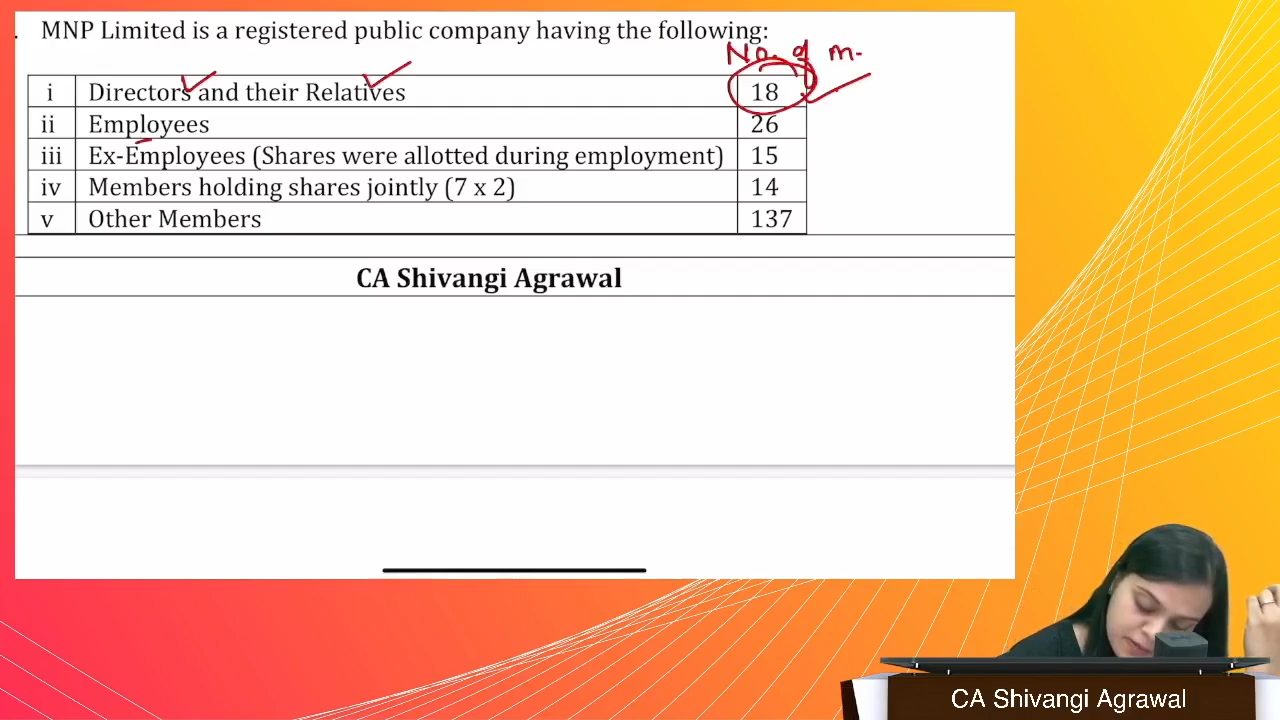 . MNP Limited is a registered public company having the following:
No. of m.
i Directors and their Relatives 18
ii Employees 26
iii Ex-Employees (Shares were allotted during employment) 15
iv Members holding shares jointly (7 x 2) 14
v Other Members 137
CA Shivangi Agrawal
CA Shivangi Agrawal